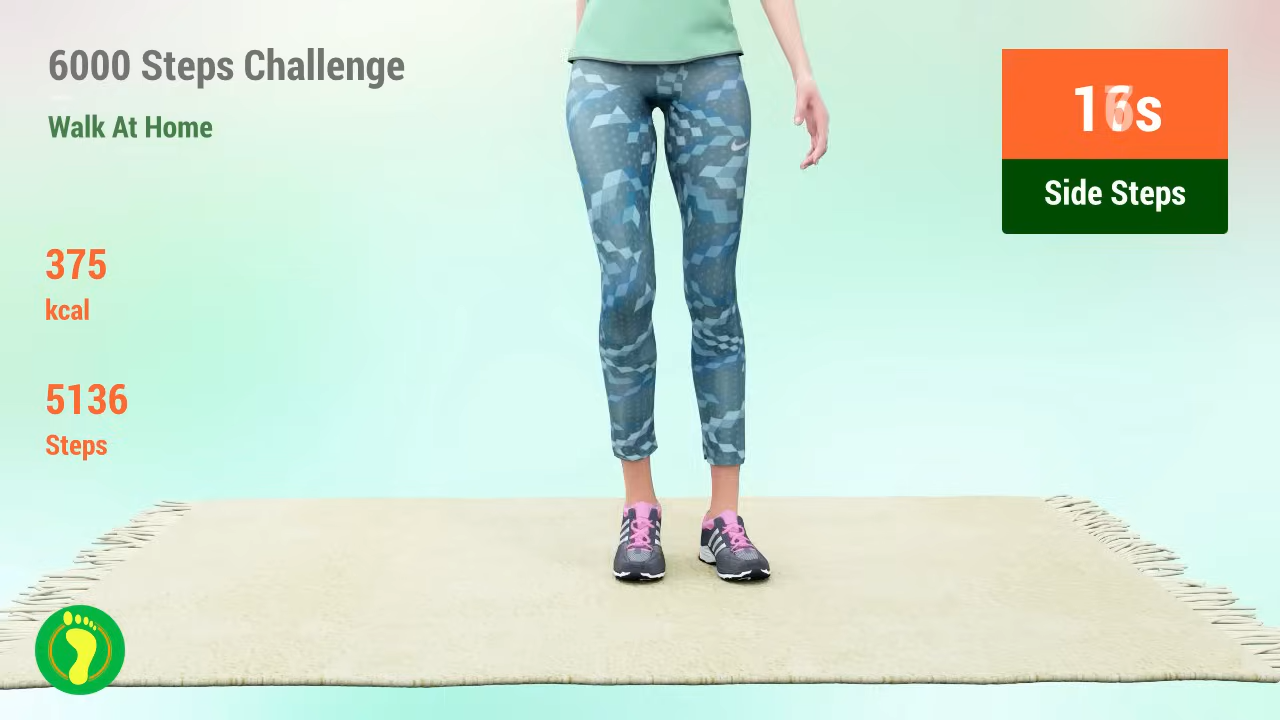 6000 Steps Challenge
Walk At Home
Side Steps
375
kcal
5136
Steps